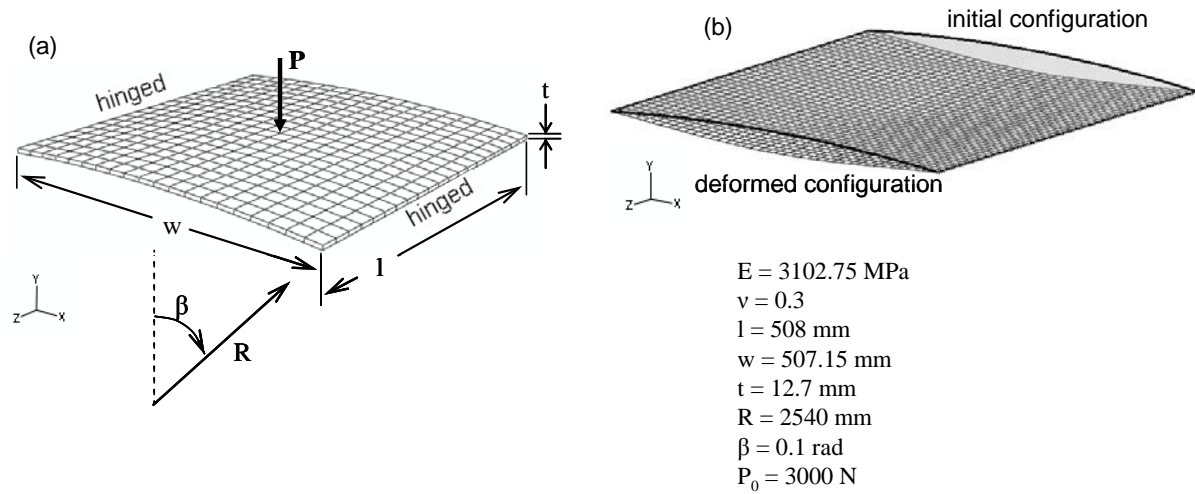 (a)
P
hinged
t
hinged
w
l
β
R
Y
Z
X
(b)
initial configuration
deformed configuration
Y
Z
X
E = 3102.75 MPa
ν = 0.3
l = 508 mm
w = 507.15 mm
t = 12.7 mm
R = 2540 mm
β = 0.1 rad
P₀ = 3000 N